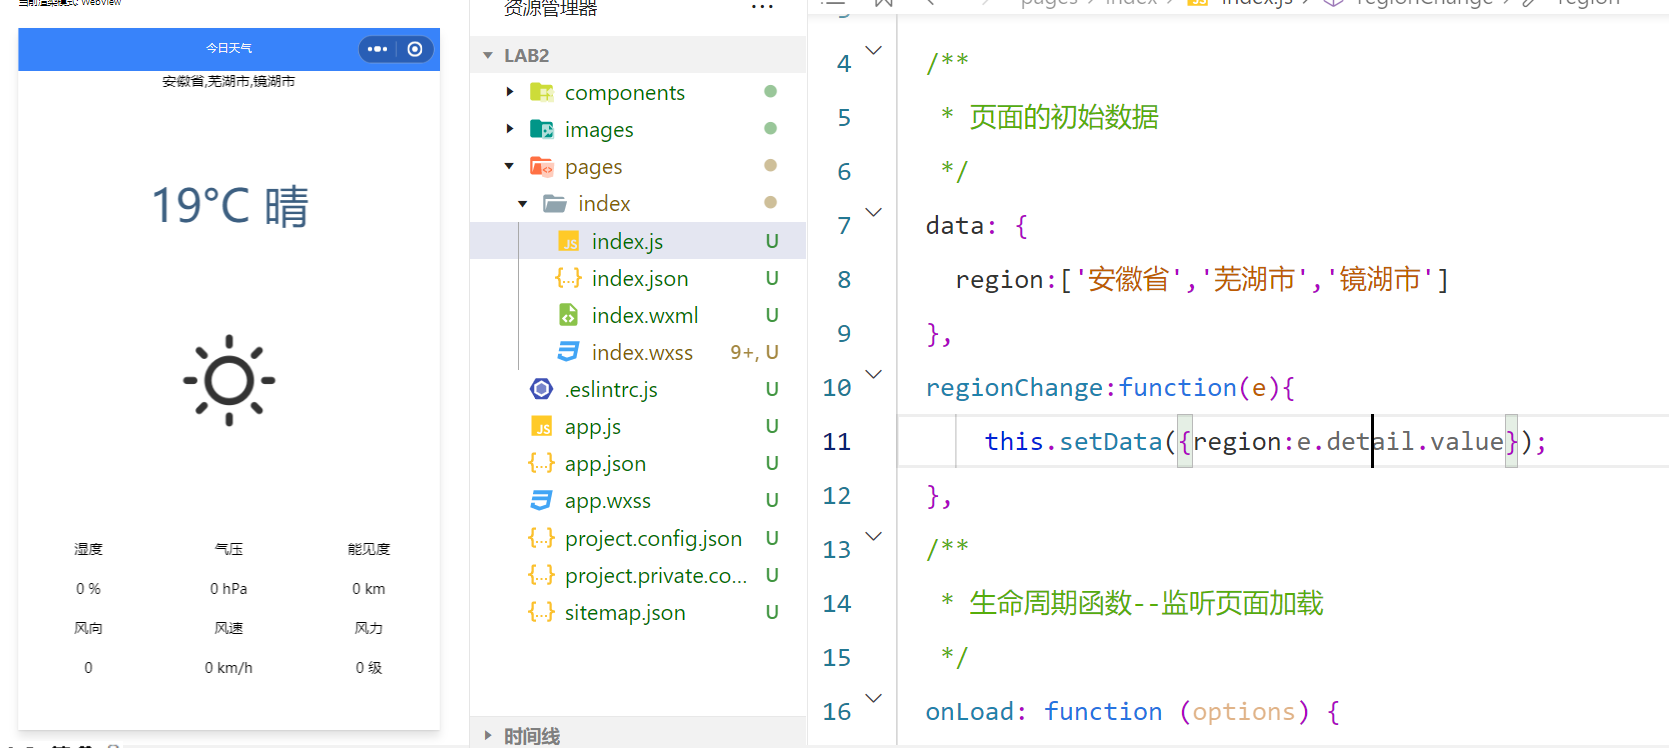 当前渲染模式: WebView
今日天气
安徽省,芜湖市,镜湖市
19°C 晴
湿度 气压 能见度
0 % 0 hPa 0 km
风向 风速 风力
0 0 km/h 0 级
资源管理器 ...
LAB2
components
images
pages
index
index.js U
index.json U
index.wxml U
index.wxss 9+, U
.eslintrc.js U
app.js U
app.json U
app.wxss U
project.config.json U
project.private.co... U
sitemap.json U
时间线
pages index index.js regionChange region
3
4 /**
5 * 页面的初始数据
6 */
7 data: {
8 region:['安徽省','芜湖市','镜湖市']
9 },
10 regionChange:function(e){
11 this.setData({region:e.detail.value});
12 },
13 /**
14 * 生命周期函数--监听页面加载
15 */
16 onLoad: function (options) {